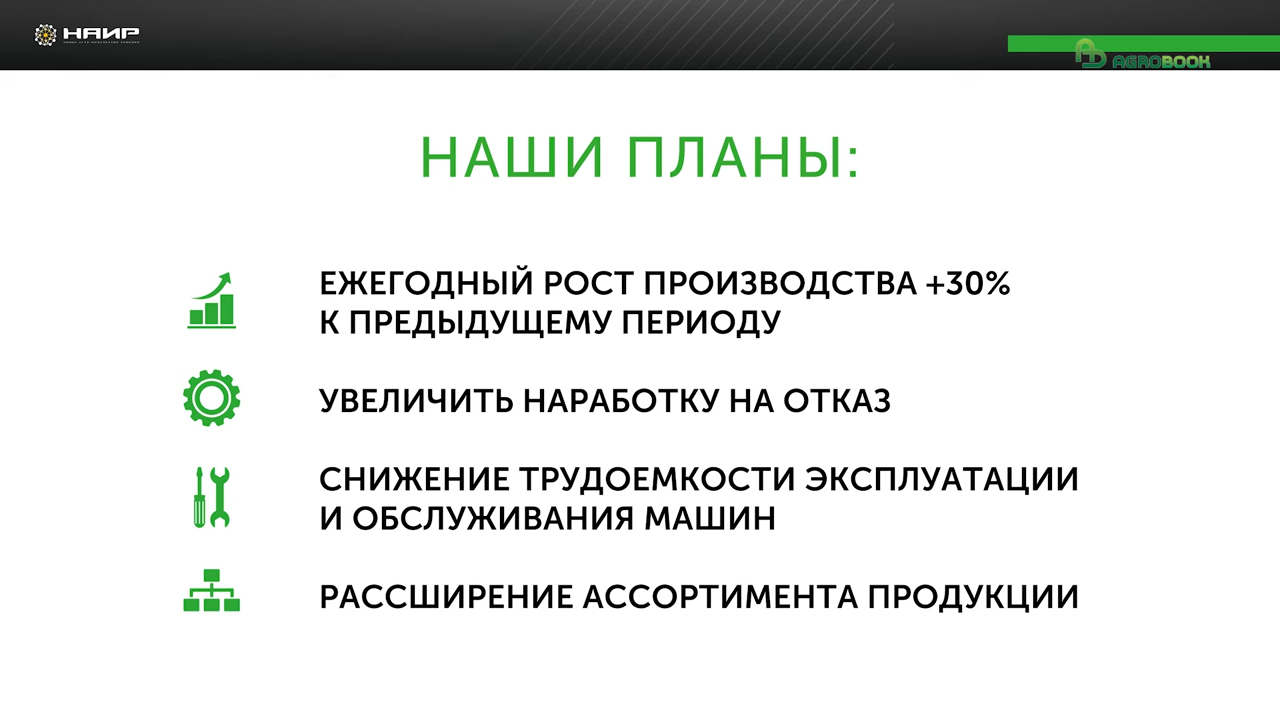 НАИР
AGROBOOK
НАШИ ПЛАНЫ:
ЕЖЕГОДНЫЙ РОСТ ПРОИЗВОДСТВА +30%
К ПРЕДЫДУЩЕМУ ПЕРИОДУ
УВЕЛИЧИТЬ НАРАБОТКУ НА ОТКАЗ
СНИЖЕНИЕ ТРУДОЕМКОСТИ ЭКСПЛУАТАЦИИ
И ОБСЛУЖИВАНИЯ МАШИН
РАСШИРЕНИЕ АССОРТИМЕНТА ПРОДУКЦИИ